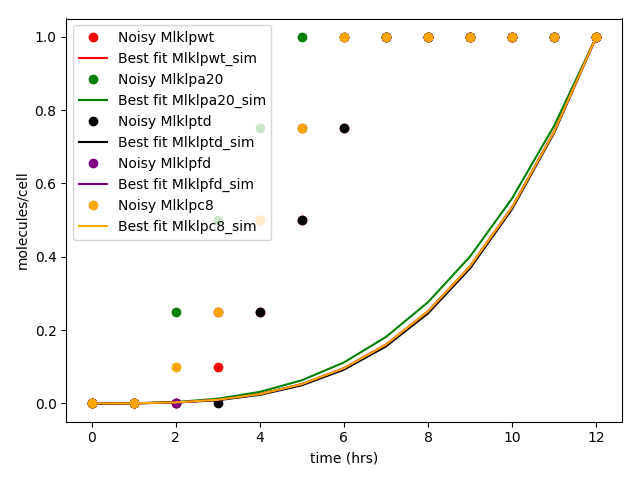 1.0
0.8
0.6
0.4
0.2
0.0
molecules/cell
Noisy Mlklpwt
Best fit Mlklpwt_sim
Noisy Mlklpa20
Best fit Mlklpa20_sim
Noisy Mlklptd
Best fit Mlklptd_sim
Noisy Mlklpfd
Best fit Mlklpfd_sim
Noisy Mlklpc8
Best fit Mlklpc8_sim
0 2 4 6 8 10 12
time (hrs)